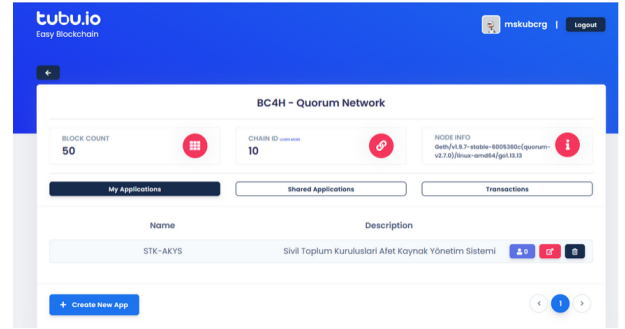 tubu.io
Easy Blockchain
mskubcrg | Logout
BC4H - Quorum Network
BLOCK COUNT
50
CHAIN ID
10
NODE INFO
Geth/v1.9.7-stable-6005360c(quorum-
v2.7.0)/linux-amd64/go1.13.13
My Applications
Shared Applications
Transactions
Name
Description
STK-AKYS
Sivil Toplum Kuruluslari Afet Kaynak Yönetim Sistemi
0
+ Create New App
< 1 >